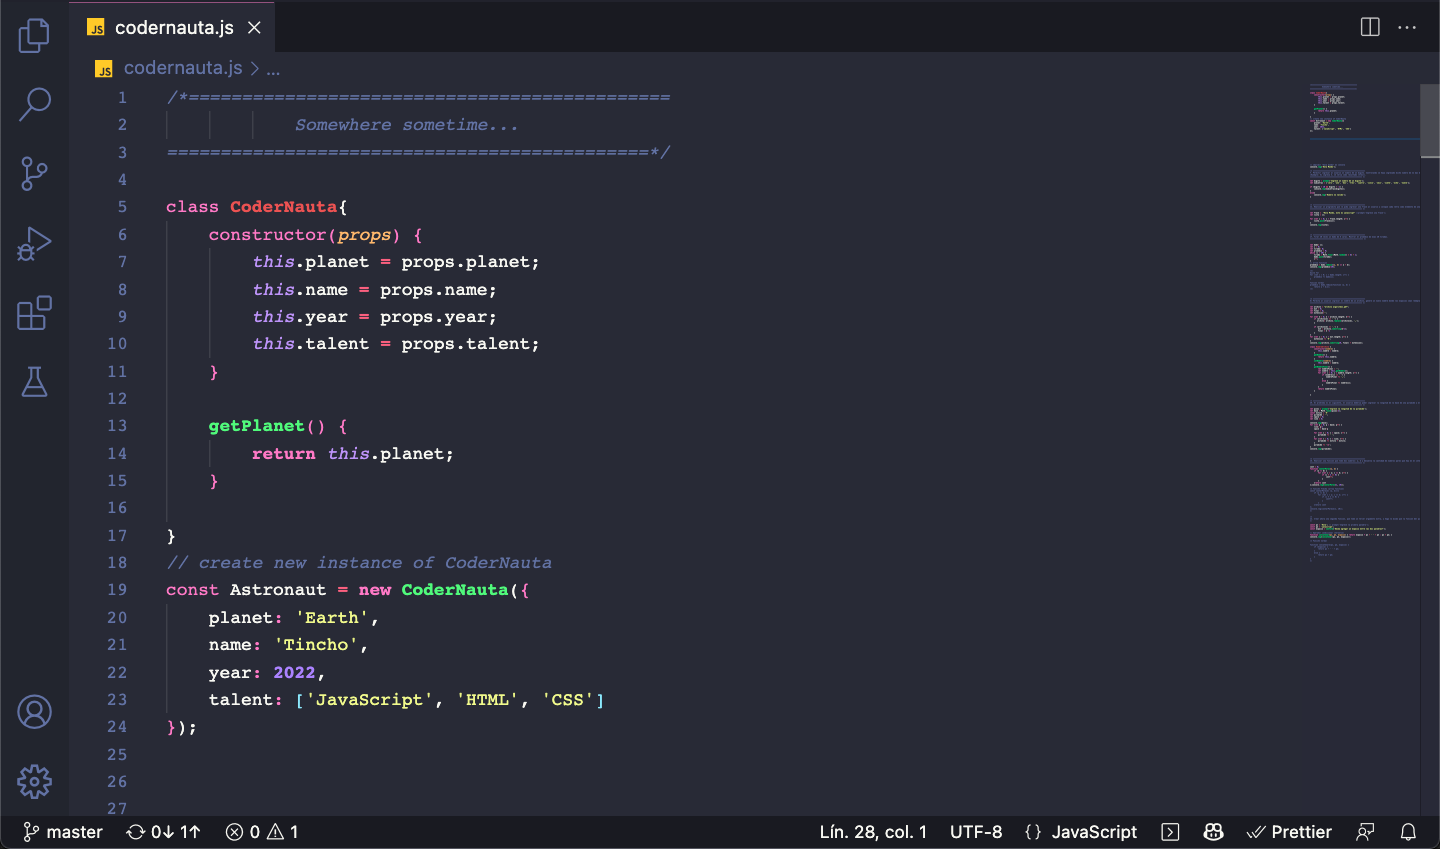 JS codernauta.js
JS codernauta.js > ...
1 /*=============================================
2             Somewhere sometime...
3 =============================================*/
4
5 class CoderNauta{
6     constructor(props) {
7         this.planet = props.planet;
8         this.name = props.name;
9         this.year = props.year;
10         this.talent = props.talent;
11     }
12
13     getPlanet() {
14         return this.planet;
15     }
16
17 }
18 // create new instance of CoderNauta
19 const Astronaut = new CoderNauta({
20     planet: 'Earth',
21     name: 'Tincho',
22     year: 2022,
23     talent: ['JavaScript', 'HTML', 'CSS']
24 });
25
26
27
master 0↓ 1↑ 0 1 Lín. 28, col. 1 UTF-8 {} JavaScript Prettier